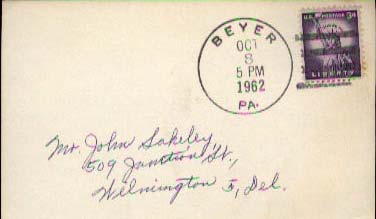 BEYER
OCT
8
5 PM
1962
PA.
U.S. POSTAGE 3¢
LIBERTY
Mr. John Sakeley
509 Junction St.,
Wilmington 5, Del.